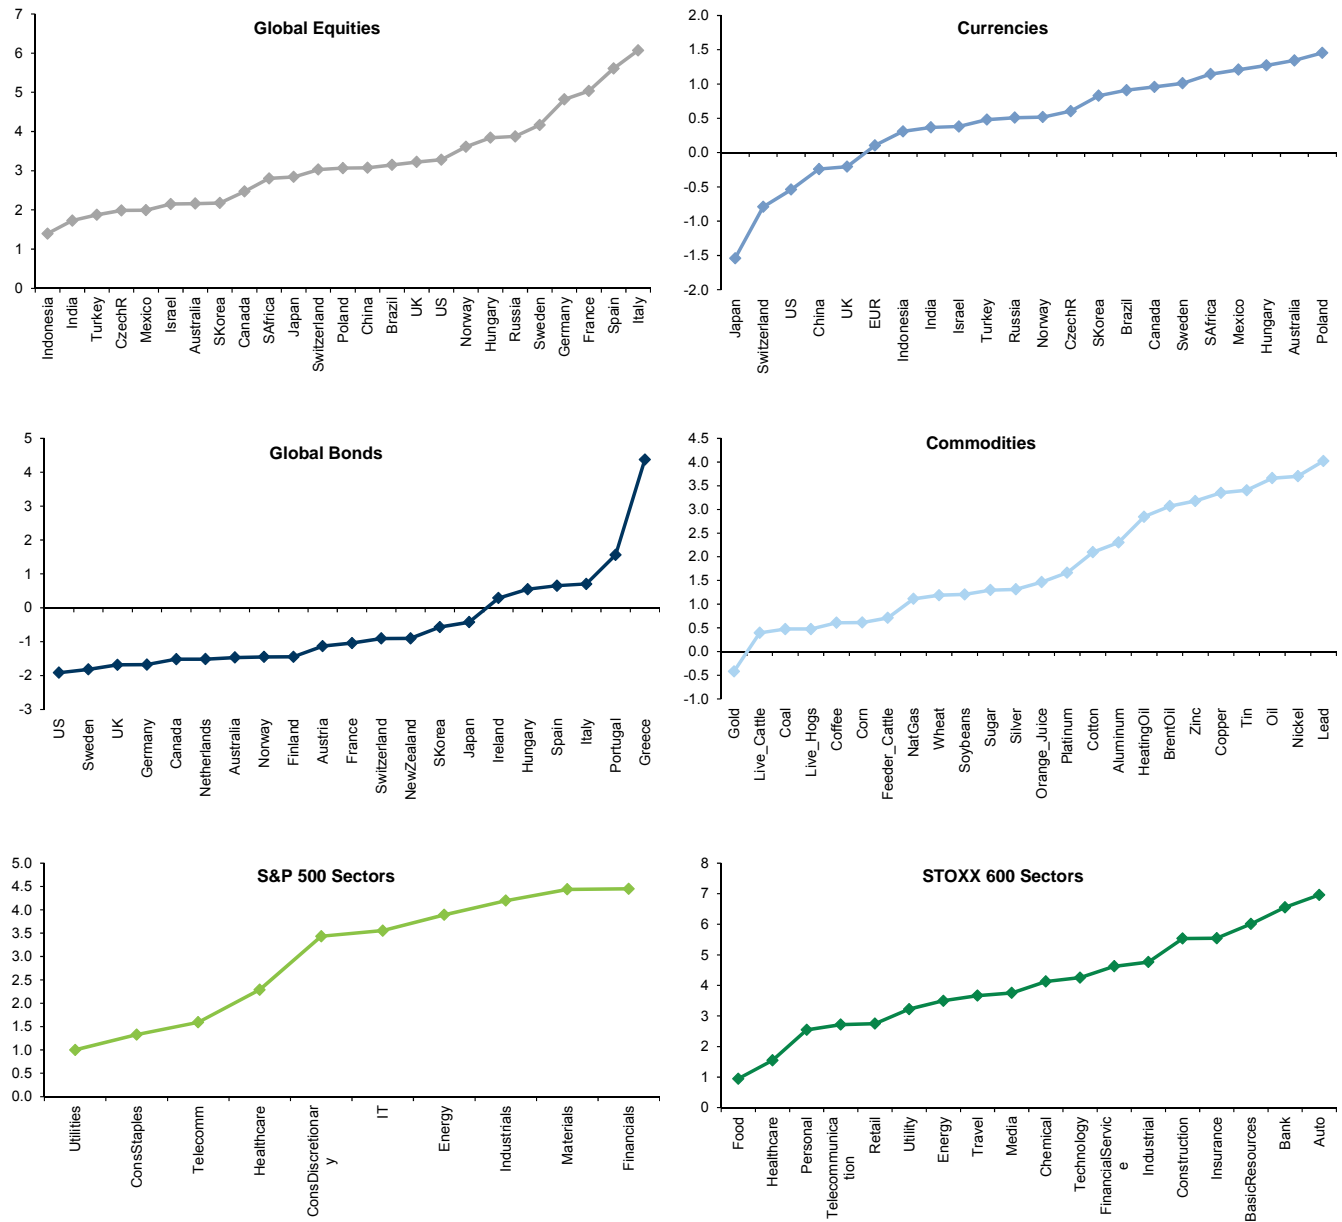 Global Equities
7
6
5
4
3
2
1
0
Indonesia
India
Turkey
CzechR
Mexico
Israel
Australia
SKorea
Canada
SAfrica
Japan
Switzerland
Poland
China
Brazil
UK
US
Norway
Hungary
Russia
Sweden
Germany
France
Spain
Italy
Currencies
2.0
1.5
1.0
0.5
0.0
-0.5
-1.0
-1.5
-2.0
Japan
Switzerland
US
China
UK
EUR
Indonesia
India
Israel
Turkey
Russia
Norway
CzechR
SKorea
Brazil
Canada
Sweden
SAfrica
Mexico
Hungary
Australia
Poland
Global Bonds
5
4
3
2
1
0
-1
-2
-3
US
Sweden
UK
Germany
Canada
Netherlands
Australia
Norway
Finland
Austria
France
Switzerland
NewZealand
SKorea
Japan
Ireland
Hungary
Spain
Italy
Portugal
Greece
Commodities
4.5
4.0
3.5
3.0
2.5
2.0
1.5
1.0
0.5
0.0
-0.5
-1.0
Gold
Live_Cattle
Coal
Live_Hogs
Coffee
Corn
Feeder_Cattle
NatGas
Wheat
Soybeans
Sugar
Silver
Orange_Juice
Platinum
Cotton
Aluminum
HeatingOil
BrentOil
Zinc
Copper
Tin
Oil
Nickel
Lead
S&P 500 Sectors
5.0
4.5
4.0
3.5
3.0
2.5
2.0
1.5
1.0
0.5
0.0
Utilities
ConsStaples
Telecomm
Healthcare
ConsDiscretionar
y
IT
Energy
Industrials
Materials
Financials
STOXX 600 Sectors
8
7
6
5
4
3
2
1
0
Food
Healthcare
Personal
Telecommunica
tion
Retail
Utility
Energy
Travel
Media
Chemical
Technology
FinancialServic
e
Industrial
Construction
Insurance
BasicResources
Bank
Auto